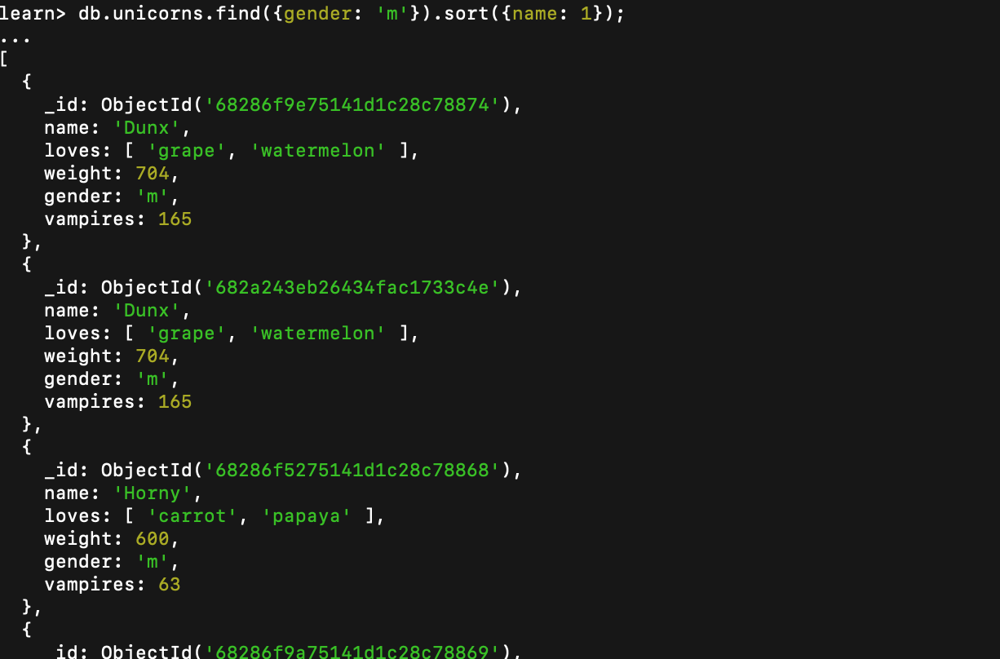 learn> db.unicorns.find({gender: 'm'}).sort({name: 1});
...
[
  {
    _id: ObjectId('68286f9e75141d1c28c78874'),
    name: 'Dunx',
    loves: [ 'grape', 'watermelon' ],
    weight: 704,
    gender: 'm',
    vampires: 165
  },
  {
    _id: ObjectId('682a243eb26434fac1733c4e'),
    name: 'Dunx',
    loves: [ 'grape', 'watermelon' ],
    weight: 704,
    gender: 'm',
    vampires: 165
  },
  {
    _id: ObjectId('68286f5275141d1c28c78868'),
    name: 'Horny',
    loves: [ 'carrot', 'papaya' ],
    weight: 600,
    gender: 'm',
    vampires: 63
  },
  {
    _id: ObjectId('68286f9a75141d1c28c78869'),